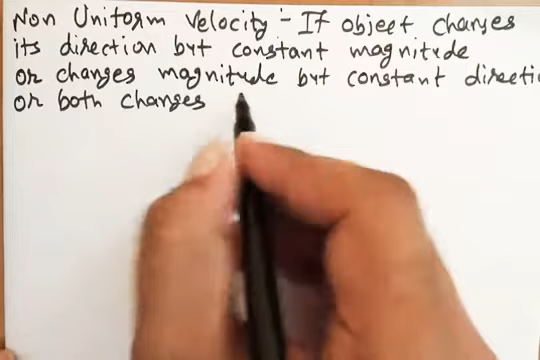 Non Uniform Velocity - If object changes
its direction but constant magnitude
or changes magnitude but constant directi
or both changes